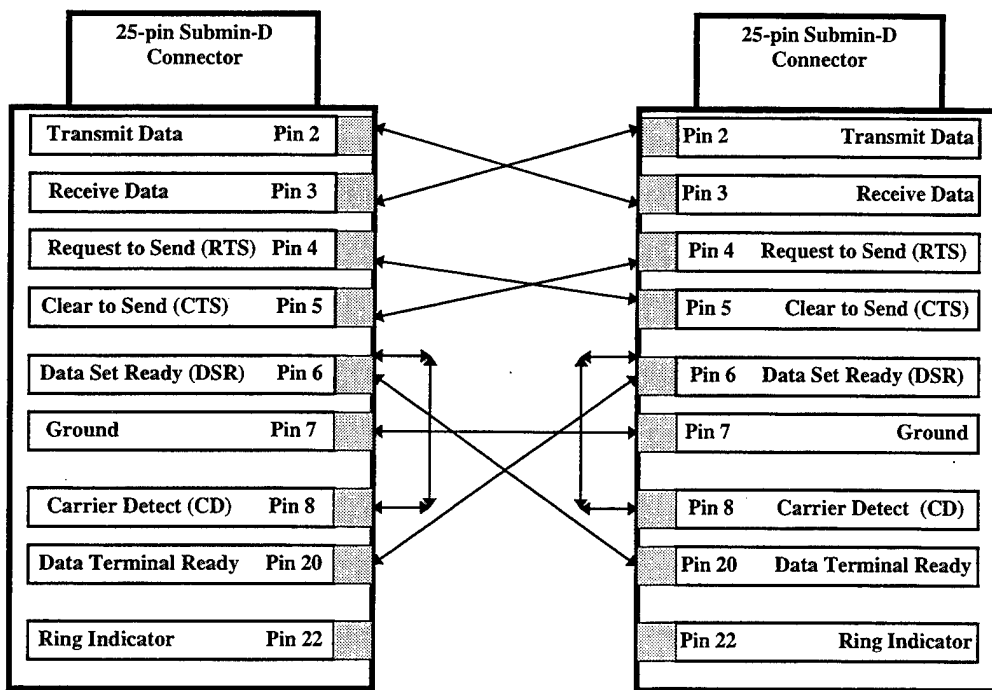 25-pin Submin-D
Connector
25-pin Submin-D
Connector
Transmit Data Pin 2
Receive Data Pin 3
Request to Send (RTS) Pin 4
Clear to Send (CTS) Pin 5
Data Set Ready (DSR) Pin 6
Ground Pin 7
Carrier Detect (CD) Pin 8
Data Terminal Ready Pin 20
Ring Indicator Pin 22
Pin 2 Transmit Data
Pin 3 Receive Data
Pin 4 Request to Send (RTS)
Pin 5 Clear to Send (CTS)
Pin 6 Data Set Ready (DSR)
Pin 7 Ground
Pin 8 Carrier Detect (CD)
Pin 20 Data Terminal Ready
Pin 22 Ring Indicator